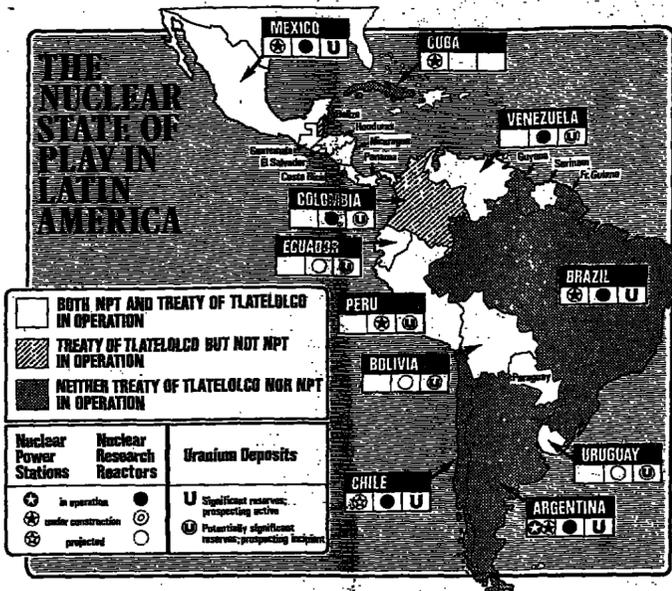 THE
NUCLEAR
STATE OF
PLAY IN
LATIN
AMERICA
MEXICO
U
CUBA
Belize
Honduras
Nicaragua
Guatemala
El Salvador
Panama
Costa Rica
VENEZUELA
U
Guyana
Surinam
Fr. Guiana
COLOMBIA
U
ECUADOR
U
BRAZIL
U
PERU
U
BOLIVIA
U
Paraguay
URUGUAY
U
CHILE
U
ARGENTINA
U
BOTH NPT AND TREATY OF TLATELOLCO
IN OPERATION
TREATY OF TLATELOLCO BUT NOT NPT
IN OPERATION
NEITHER TREATY OF TLATELOLCO NOR NPT
IN OPERATION
Nuclear
Power
Stations
Nuclear
Research
Reactors
Uranium Deposits
in operation
under construction
projected
U Significant reserves;
prospecting active
U Potentially significant
reserves; prospecting incipient